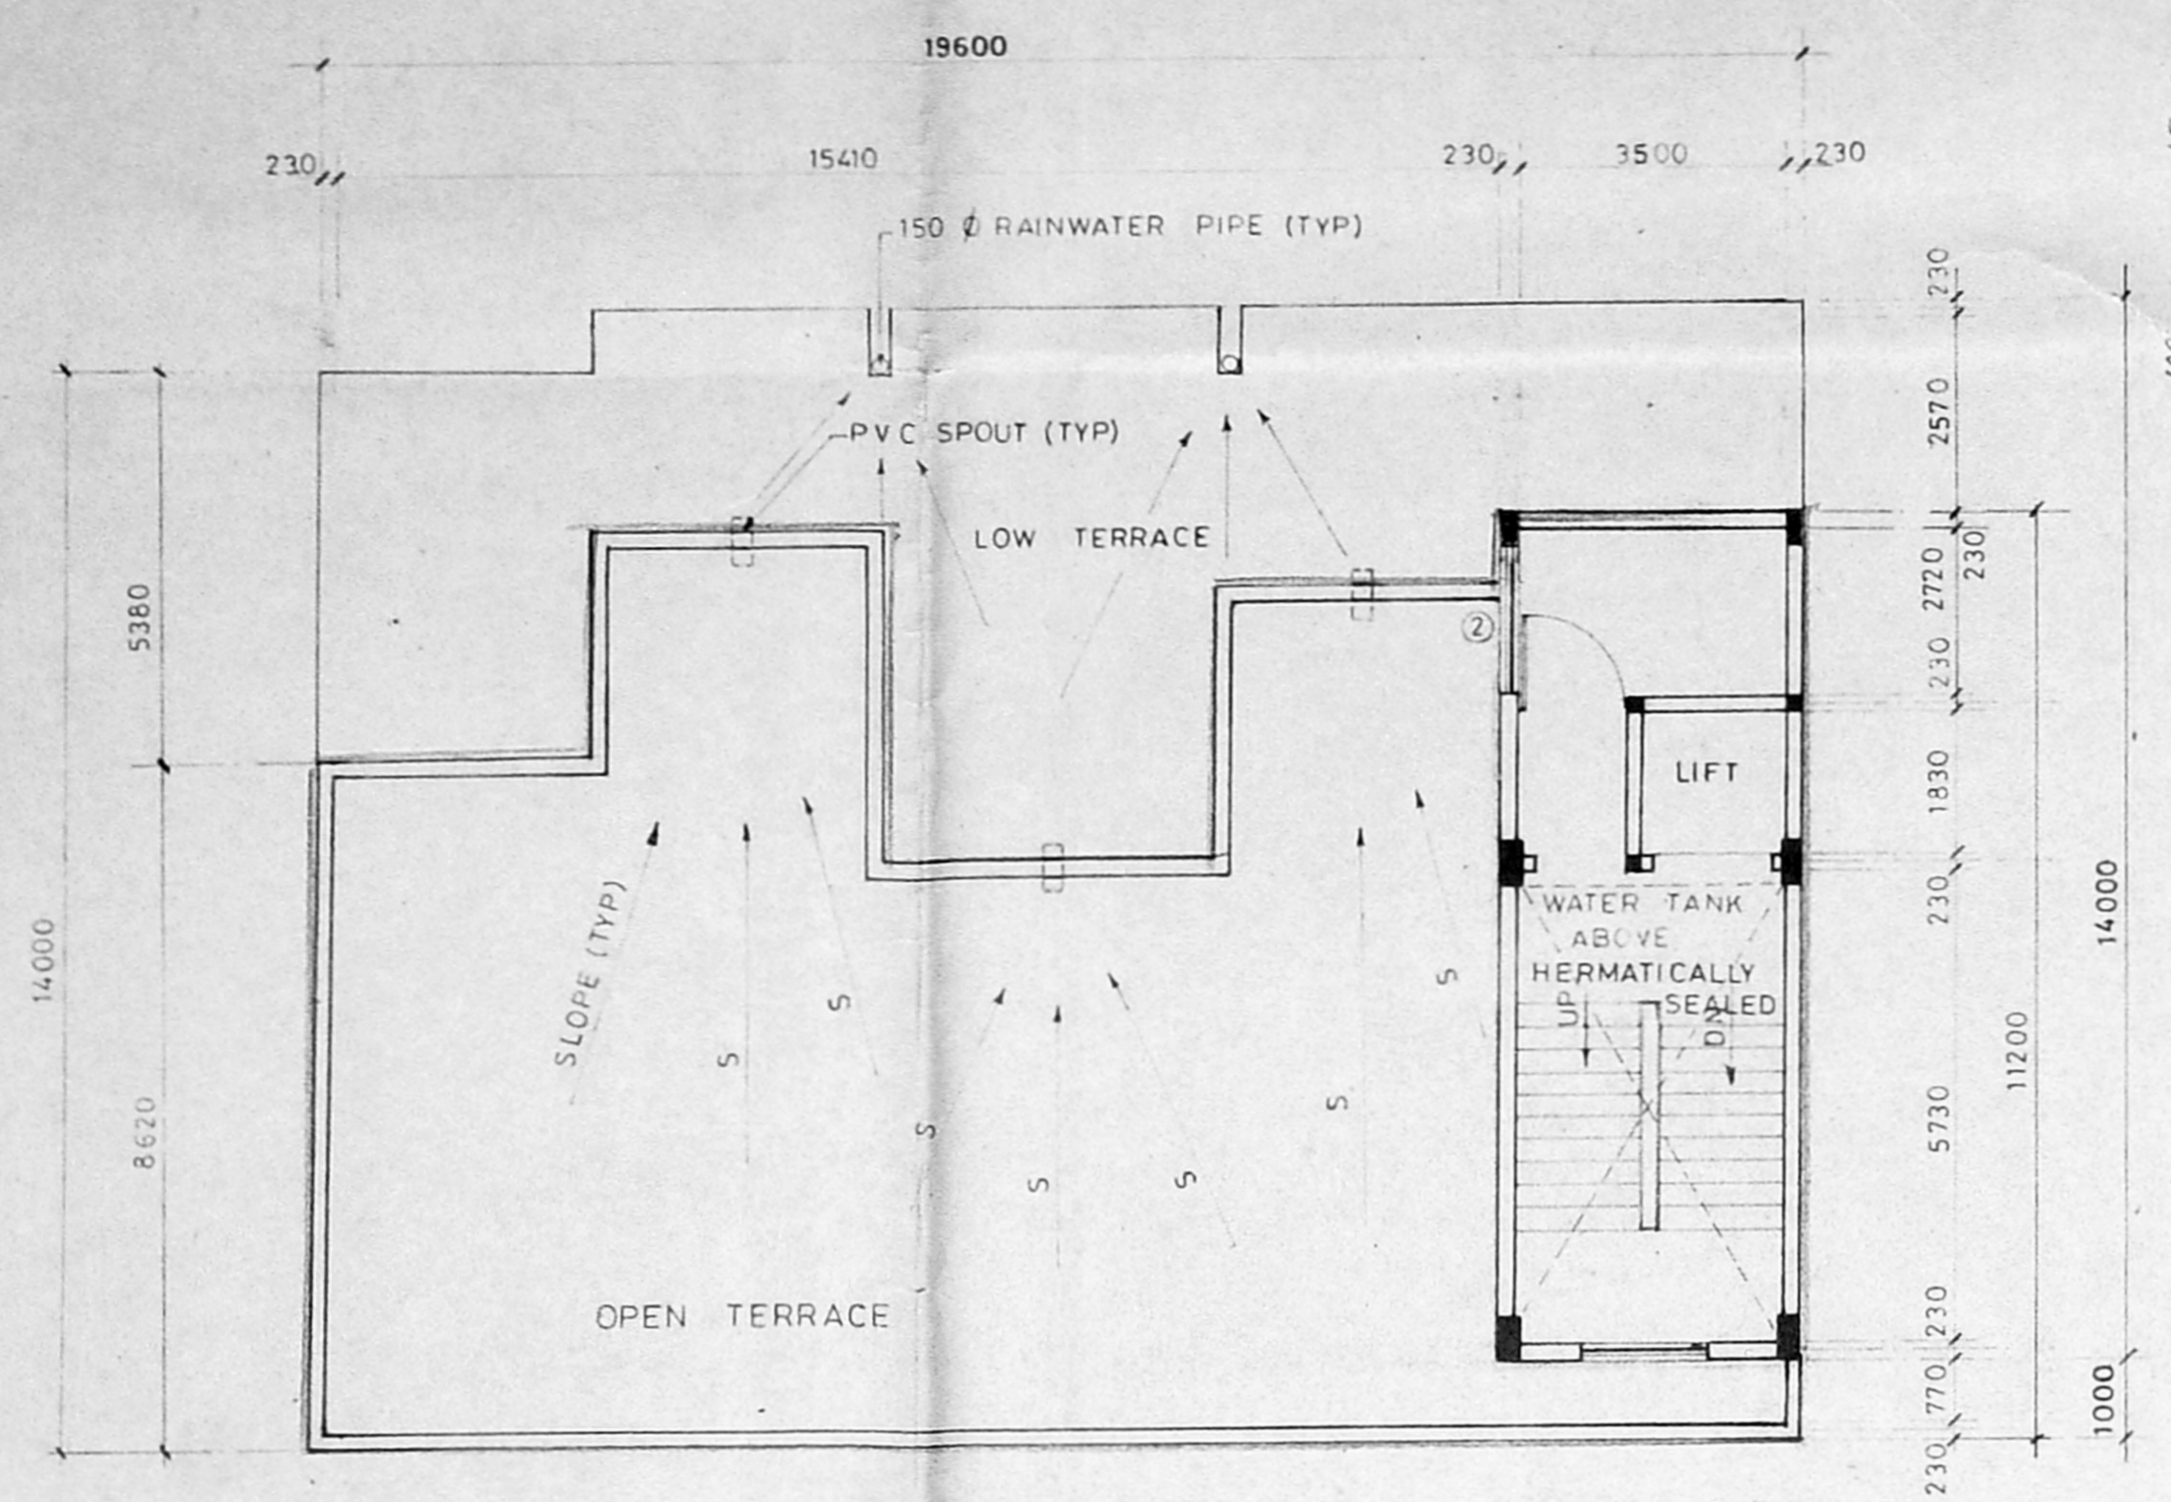 19600
230
15410
230
3500
230
150 ∅ RAINWATER PIPE (TYP)
230
2570
PVC SPOUT (TYP)
LOW TERRACE
2720
230
5380
2
230
LIFT
1830
SLOPE (TYP)
230
WATER TANK
ABOVE
HERMATICALLY
SEALED
UP
DN
14000
14000
S
S
S
S
S
S
S
11200
5730
8620
OPEN TERRACE
230
770
1000
230